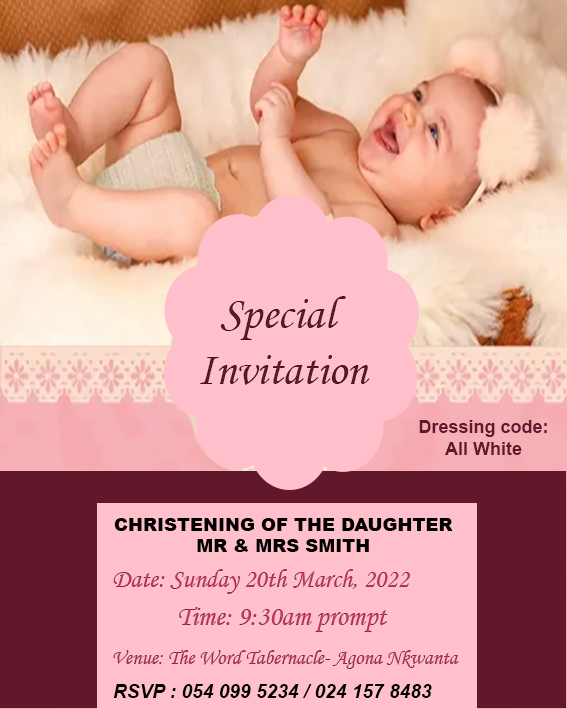 Special
Invitation
Dressing code:
All White
CHRISTENING OF THE DAUGHTER
MR & MRS SMITH
Date: Sunday 20th March, 2022
Time: 9:30am prompt
Venue: The Word Tabernacle- Agona Nkwanta
RSVP : 054 099 5234 / 024 157 8483